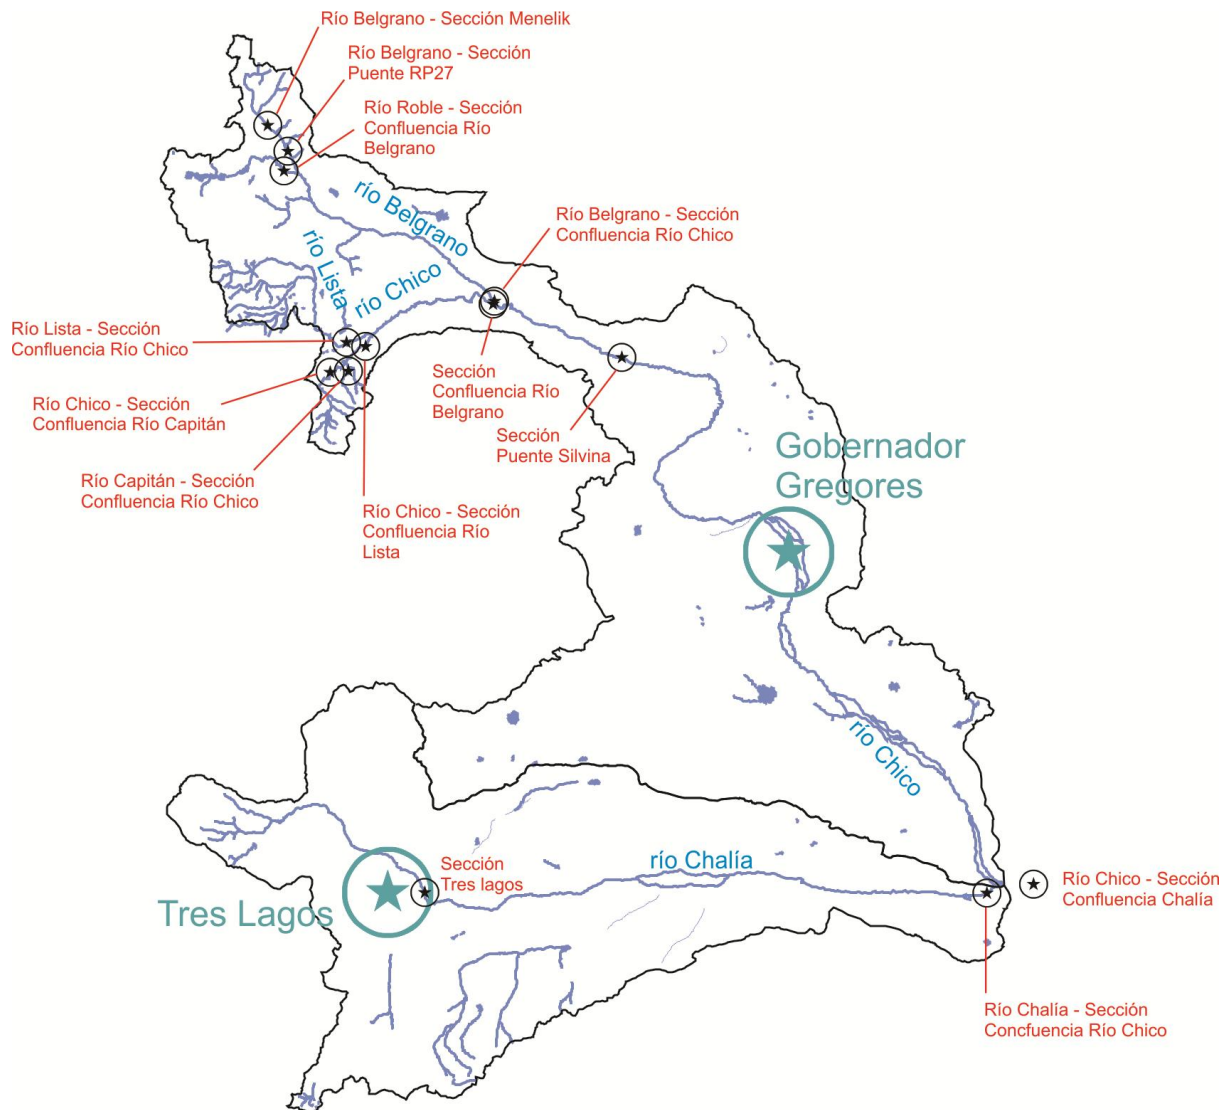 Río Belgrano - Sección Menelik
Río Belgrano - Sección
Puente RP27
Río Roble - Sección
Confluencia Río
Belgrano
río Belgrano
Río Belgrano - Sección
Confluencia Río Chico
río Lista
río Chico
Río Lista - Sección
Confluencia Río Chico
Río Chico - Sección
Confluencia Río Capitán
Río Capitán - Sección
Confluencia Río Chico
Río Chico - Sección
Confluencia Río
Lista
Sección
Confluencia Río
Belgrano
Sección
Puente Silvina
Gobernador
Gregores
río Chico
río Chalía
Sección
Tres lagos
Tres Lagos
Río Chico - Sección
Confluencia Chalía
Río Chalía - Sección
Concfuencia Río Chico